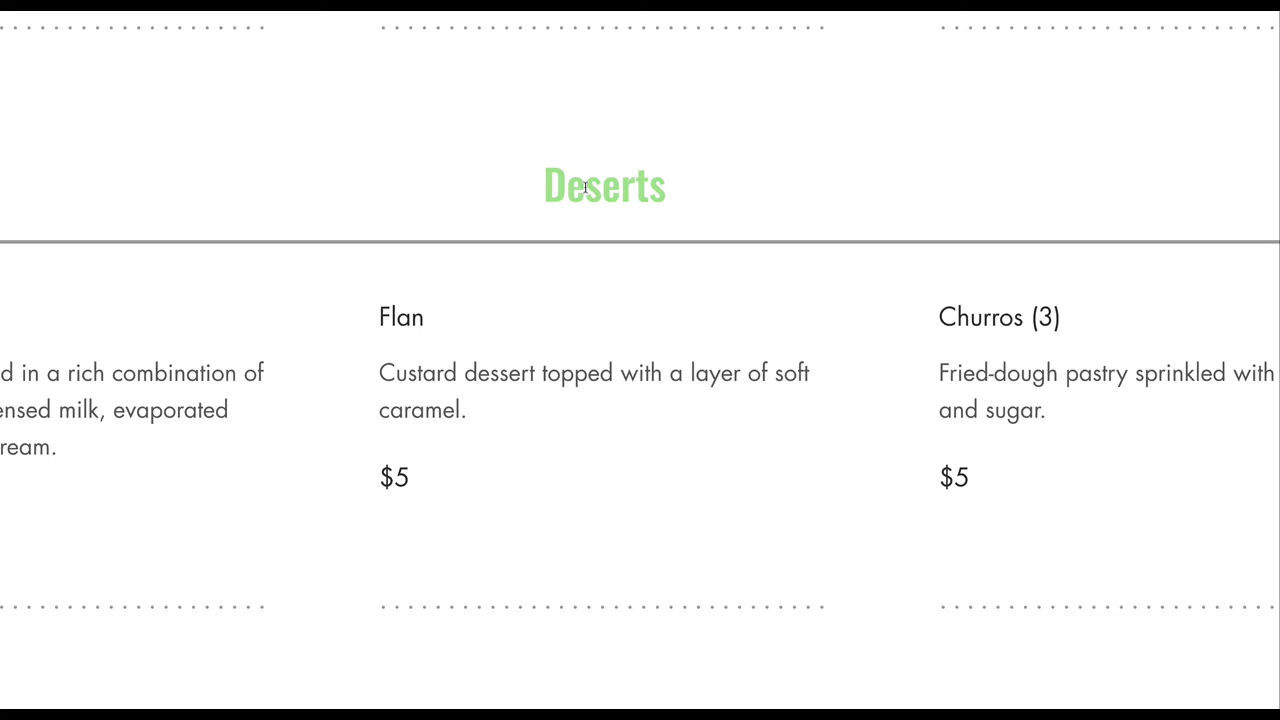 Deserts
d in a rich combination of
ensed milk, evaporated
ream.
Flan
Custard dessert topped with a layer of soft
caramel.
$5
Churros (3)
Fried-dough pastry sprinkled with
and sugar.
$5